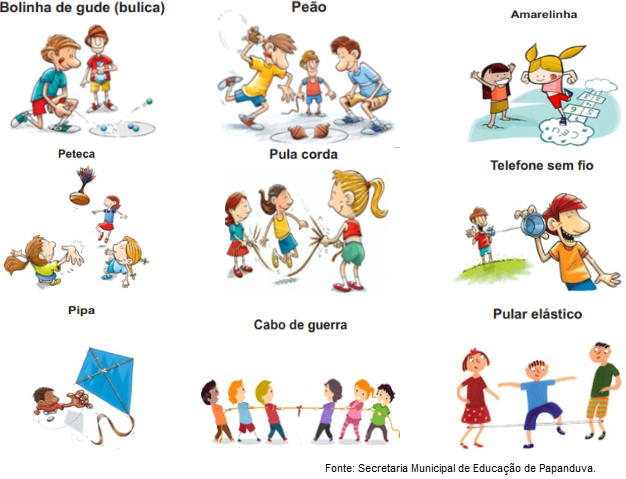 Bolinha de gude (bulica)
Peão
Amarelinha
Peteca
Pula corda
Telefone sem fio
Pipa
Cabo de guerra
Pular elástico
Fonte: Secretaria Municipal de Educação de Papanduva.